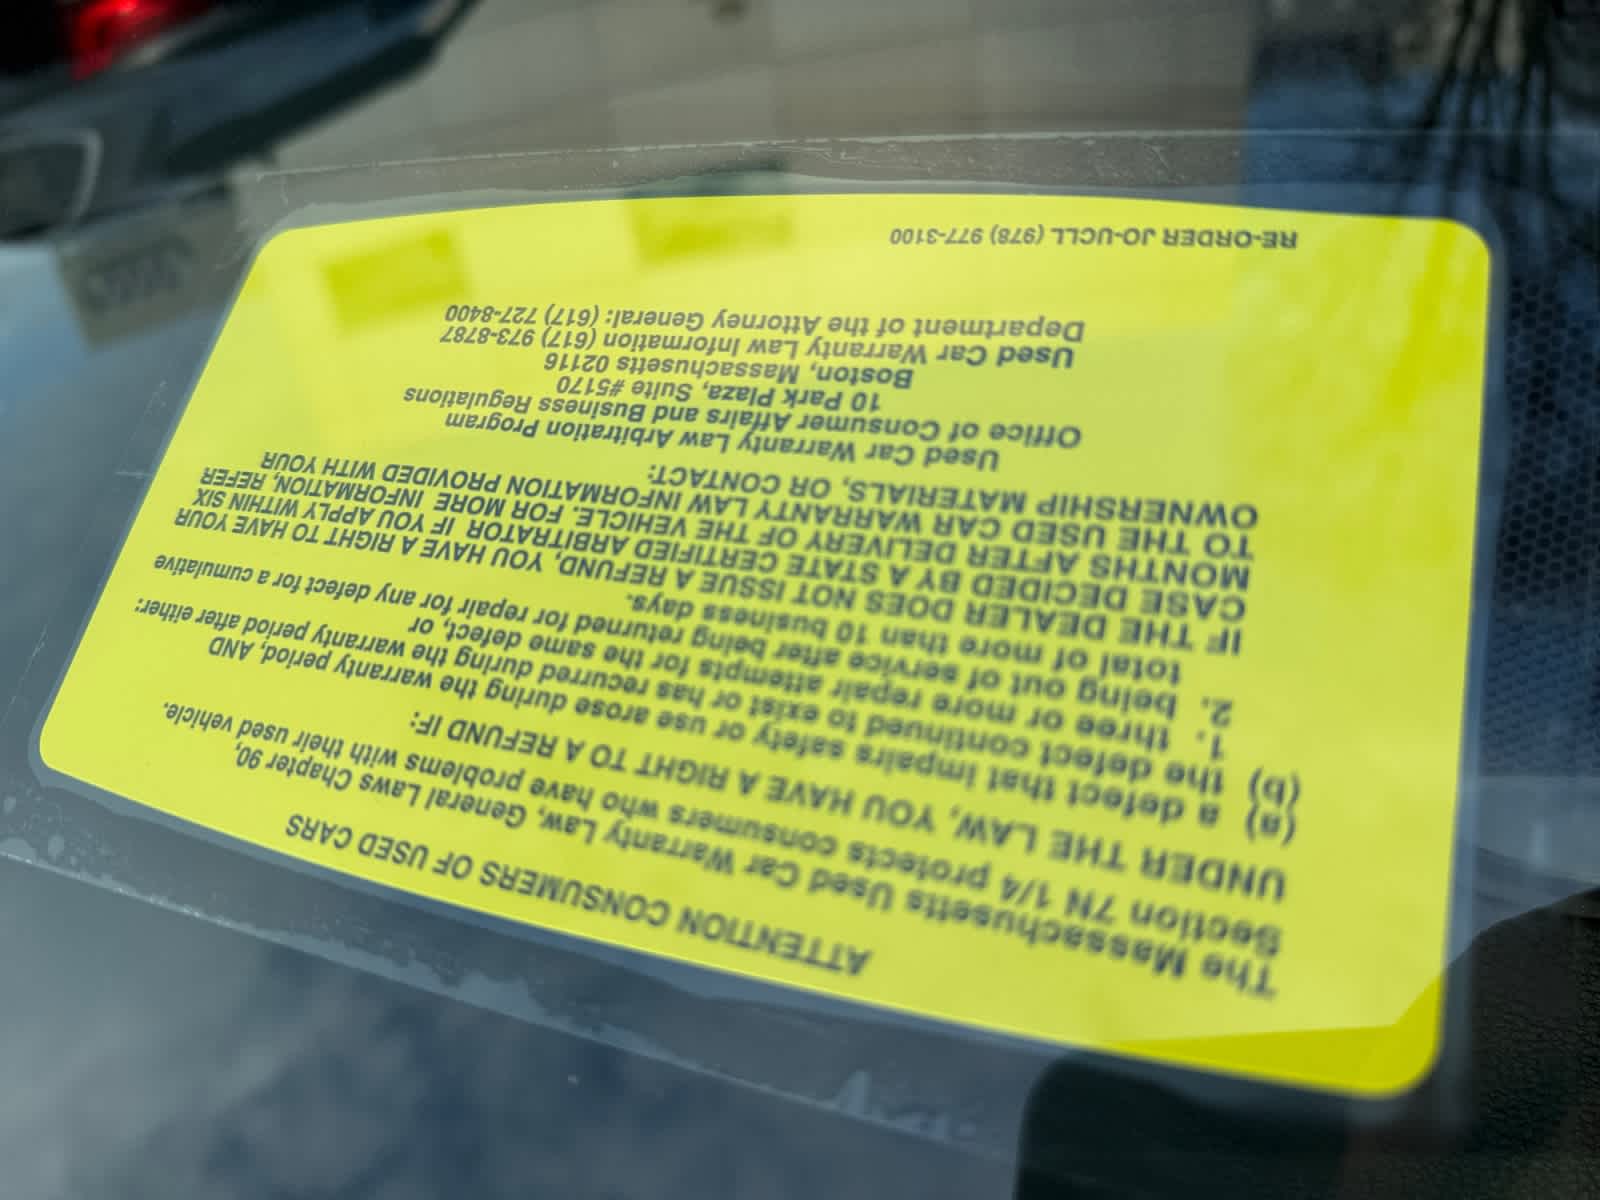 ATTENTION CONSUMERS OF USED CARS
The Massachusetts Used Car Warranty Law, General Laws Chapter 90,
Section 7N 1/4 protects consumers who have problems with their used vehicle.
UNDER THE LAW, YOU HAVE A RIGHT TO A REFUND IF:
(a) a defect that impairs safety or use arose during the warranty period, AND
(b) the defect continued to exist or has recurred during the warranty period after either:
1. three or more repair attempts for the same defect, or
2. being out of service after being returned for repair for any defect for a cumulative
total of more than 10 business days.
IF THE DEALER DOES NOT ISSUE A REFUND, YOU HAVE A RIGHT TO HAVE YOUR
CASE DECIDED BY A STATE CERTIFIED ARBITRATOR IF YOU APPLY WITHIN SIX
MONTHS AFTER DELIVERY OF THE VEHICLE. FOR MORE INFORMATION, REFER
TO THE USED CAR WARRANTY LAW INFORMATION PROVIDED WITH YOUR
OWNERSHIP MATERIALS, OR CONTACT:
Used Car Warranty Law Arbitration Program
Office of Consumer Affairs and Business Regulations
10 Park Plaza, Suite #5170
Boston, Massachusetts 02116
Used Car Warranty Law Information (617) 973-8787
Department of the Attorney General: (617) 727-8400
RE-ORDER JO-UCLL (978) 977-3100